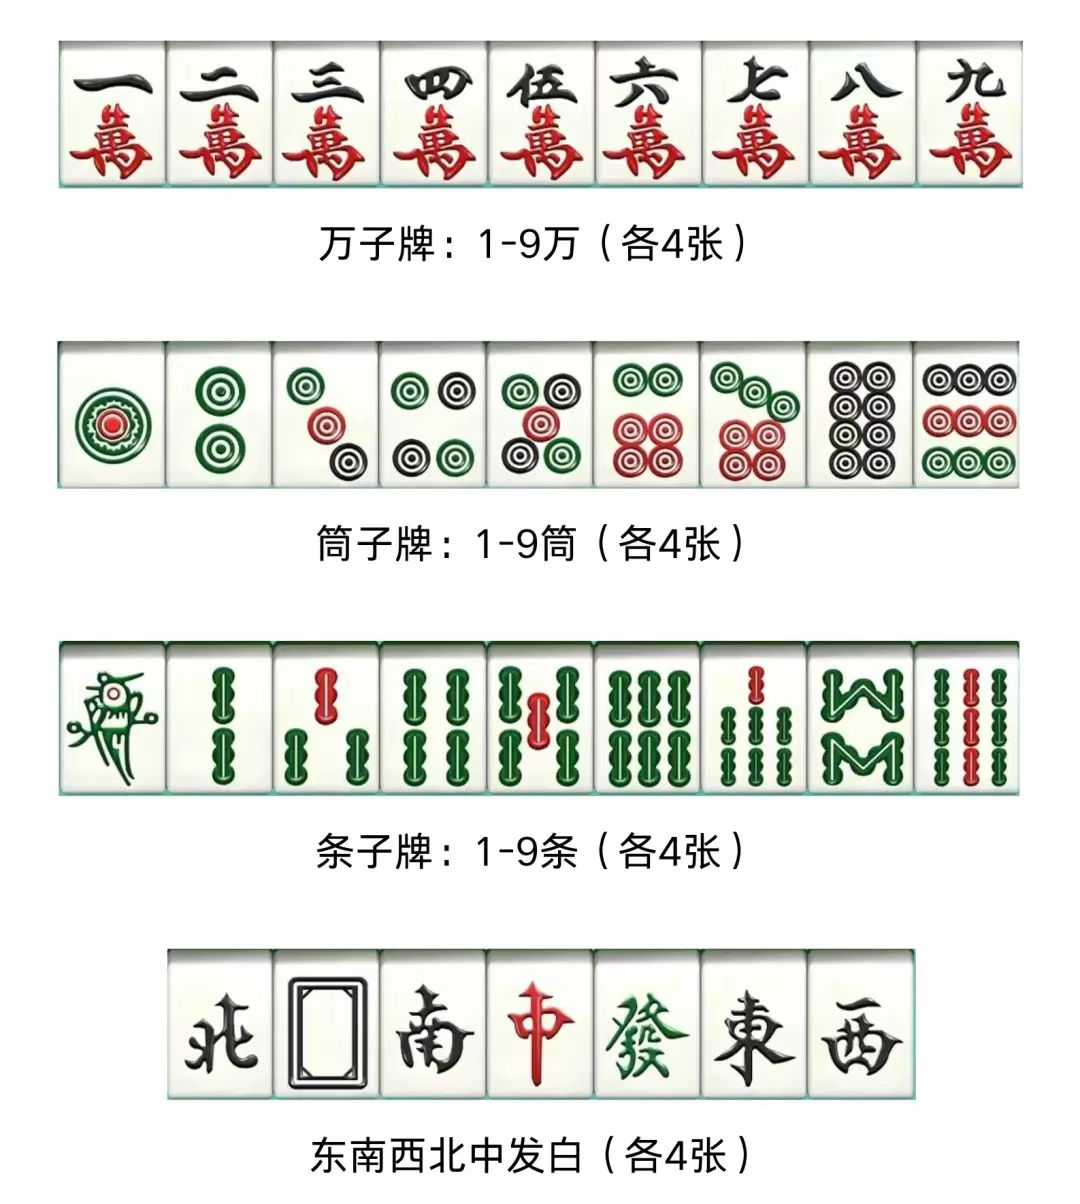 一萬 二萬 三萬 四萬 伍萬 六萬 七萬 八萬 九萬
万子牌：1-9万（各4张）
筒子牌：1-9筒（各4张）
条子牌：1-9条（各4张）
北 南 中 發 東 西
东南西北中发白（各4张）